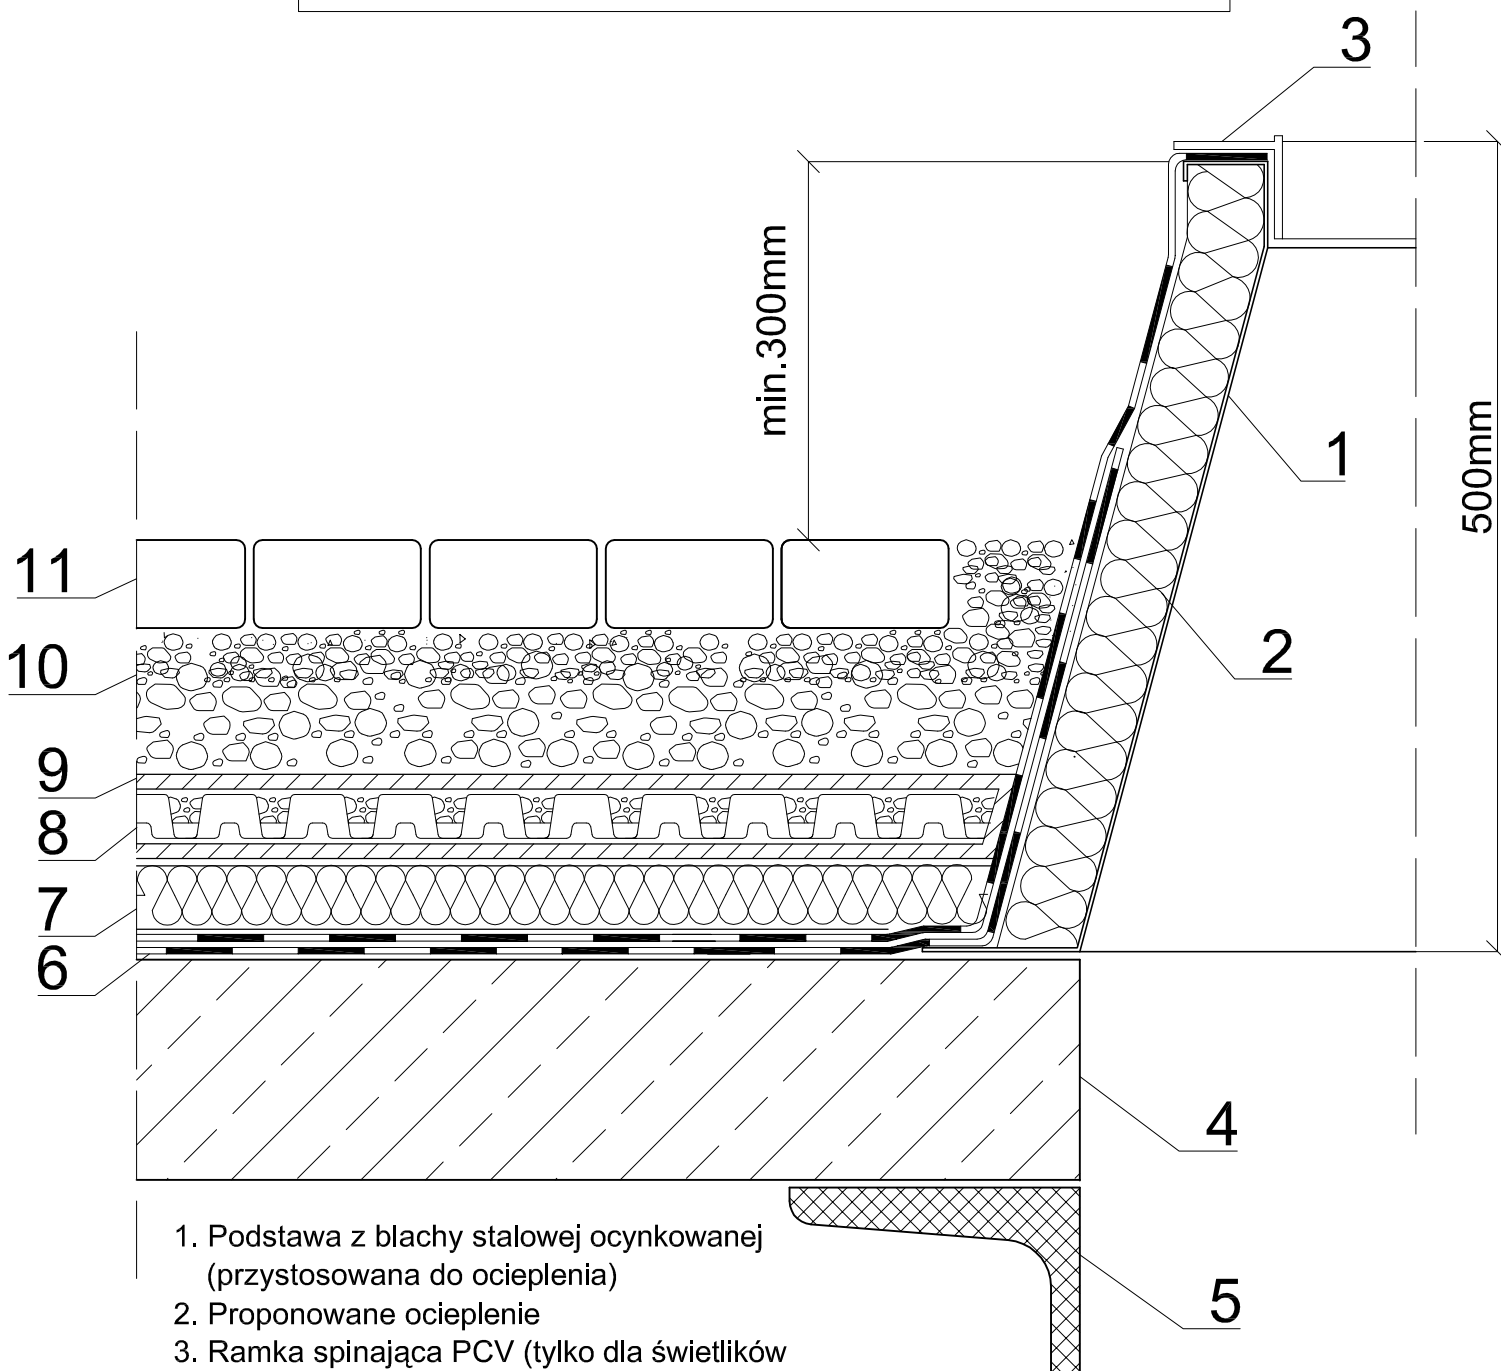 3
min.300mm
1
500mm
11
2
10
9
8
7
6
4
5
1. Podstawa z blachy stalowej ocynkowanej
(przystosowana do ocieplenia)
2. Proponowane ocieplenie
3. Ramka spinająca PCV (tylko dla świetlików